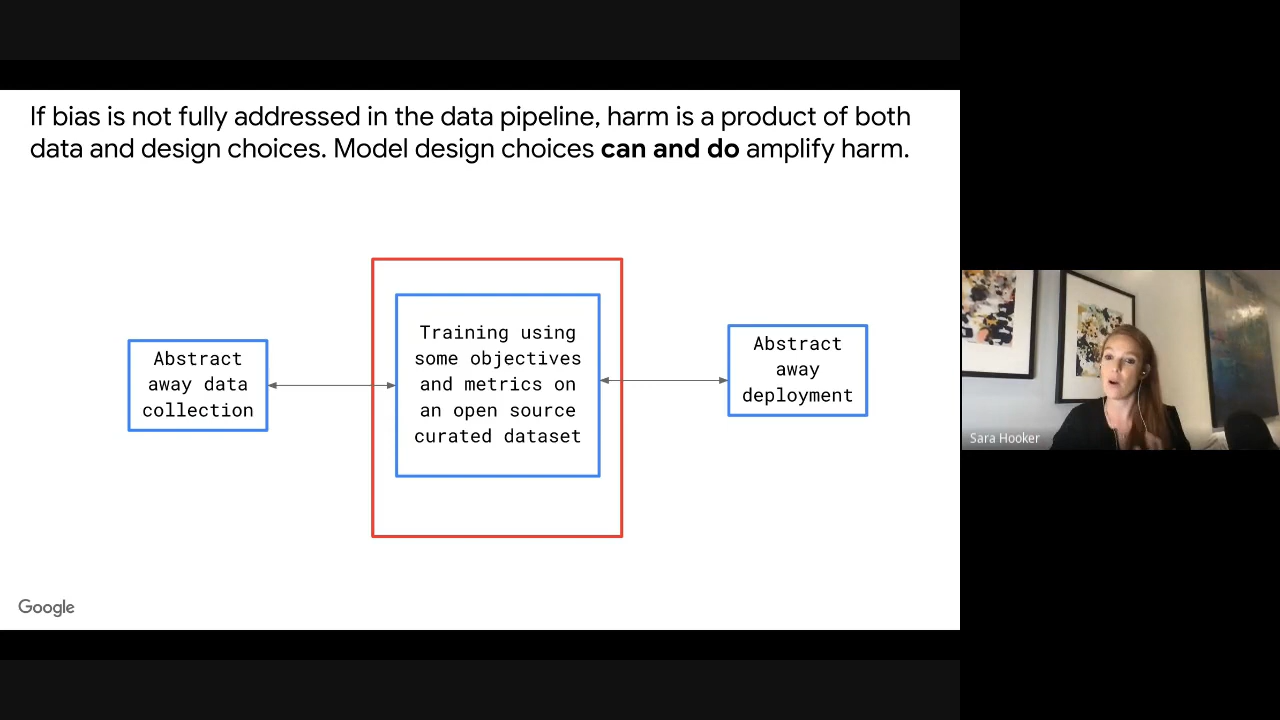 If bias is not fully addressed in the data pipeline, harm is a product of both
data and design choices. Model design choices can and do amplify harm.
Abstract
away data
collection
Training using
some objectives
and metrics on
an open source
curated dataset
Abstract
away
deployment
Sara Hooker
Google